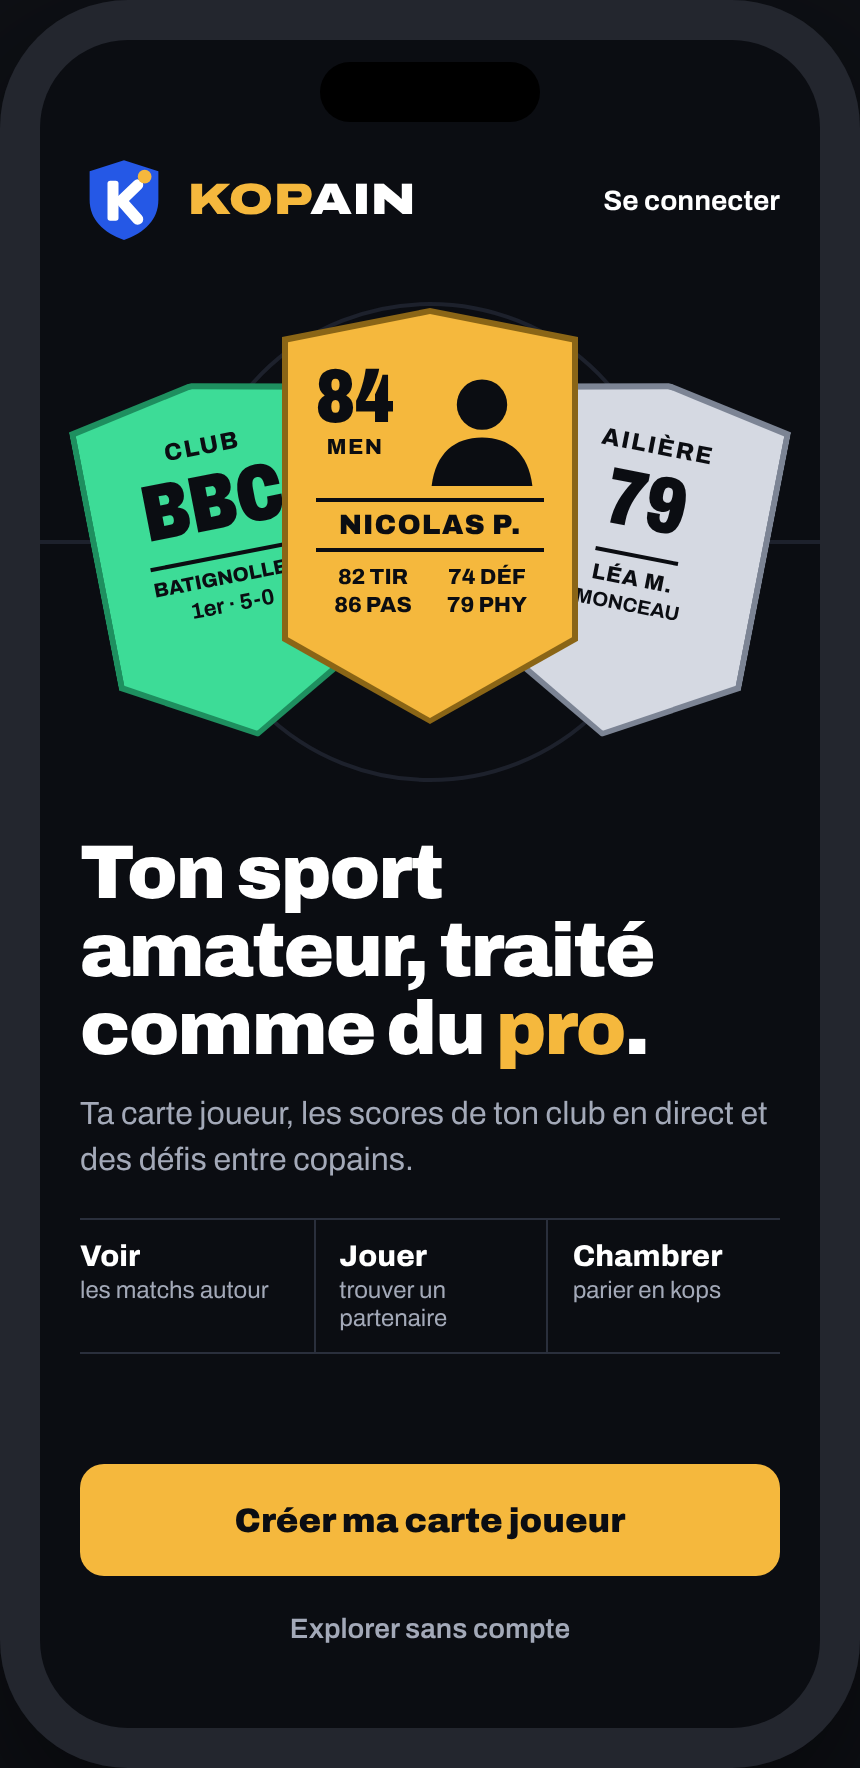 K
KOPAIN
Se connecter
CLUB
BBC
BATIGNOLLE
1er · 5-0
84
MEN
NICOLAS P.
82 TIR 74 DÉF
86 PAS 79 PHY
AILIÈRE
79
LÉA M.
MONCEAU
Ton sport
amateur, traité
comme du pro.
Ta carte joueur, les scores de ton club en direct et
des défis entre copains.
Voir
les matchs autour
Jouer
trouver un
partenaire
Chambrer
parier en kops
Créer ma carte joueur
Explorer sans compte